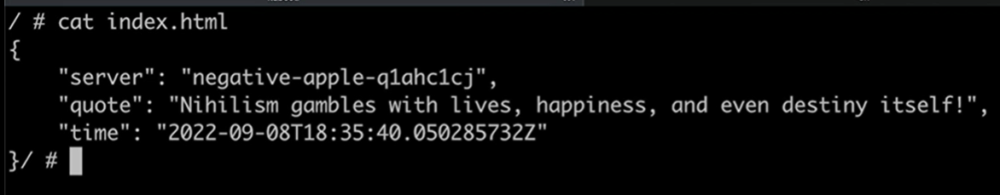 / # cat index.html
{
    "server": "negative-apple-q1ahc1cj",
    "quote": "Nihilism gambles with lives, happiness, and even destiny itself!",
    "time": "2022-09-08T18:35:40.050285732Z"
}/ #